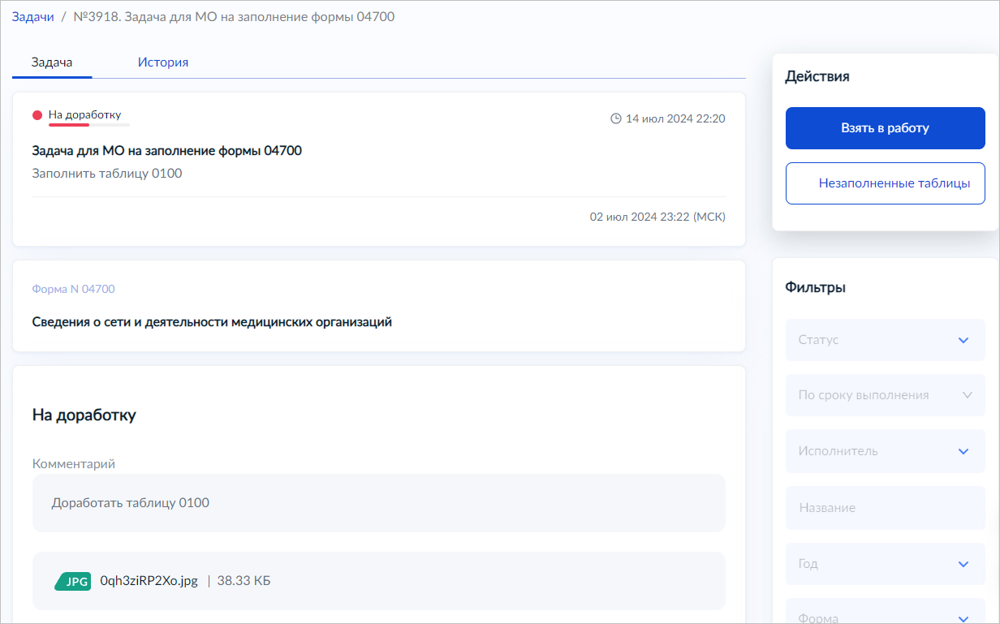 Задачи / №3918. Задача для МО на заполнение формы 04700
Задача
История
На доработку
14 июл 2024 22:20
Задача для МО на заполнение формы 04700
Заполнить таблицу 0100
02 июл 2024 23:22 (МСК)
Форма N 04700
Сведения о сети и деятельности медицинских организаций
На доработку
Комментарий
Доработать таблицу 0100
JPG 0qh3ziRP2Xo.jpg | 38.33 КБ
Действия
Взять в работу
Незаполненные таблицы
Фильтры
Статус
По сроку выполнения
Исполнитель
Название
Год
Форма